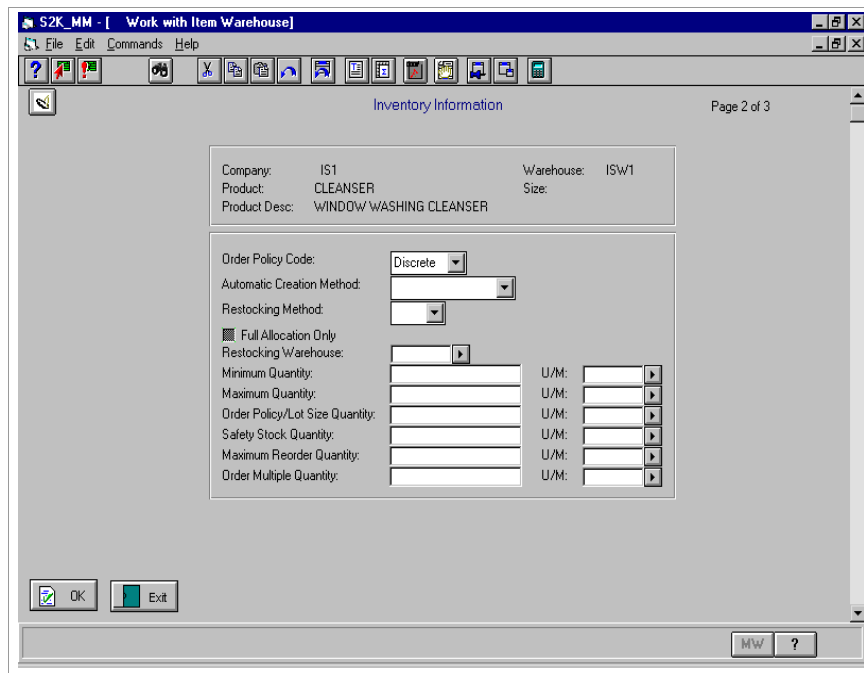 S2K_MM - [ Work with Item Warehouse]
File Edit Commands Help
Inventory Information Page 2 of 3
Company: IS1 Warehouse: ISW1
Product: CLEANSER Size:
Product Desc: WINDOW WASHING CLEANSER
Order Policy Code: Discrete
Automatic Creation Method:
Restocking Method:
Full Allocation Only
Restocking Warehouse:
Minimum Quantity: U/M:
Maximum Quantity: U/M:
Order Policy/Lot Size Quantity: U/M:
Safety Stock Quantity: U/M:
Maximum Reorder Quantity: U/M:
Order Multiple Quantity: U/M:
OK Exit
MW ?